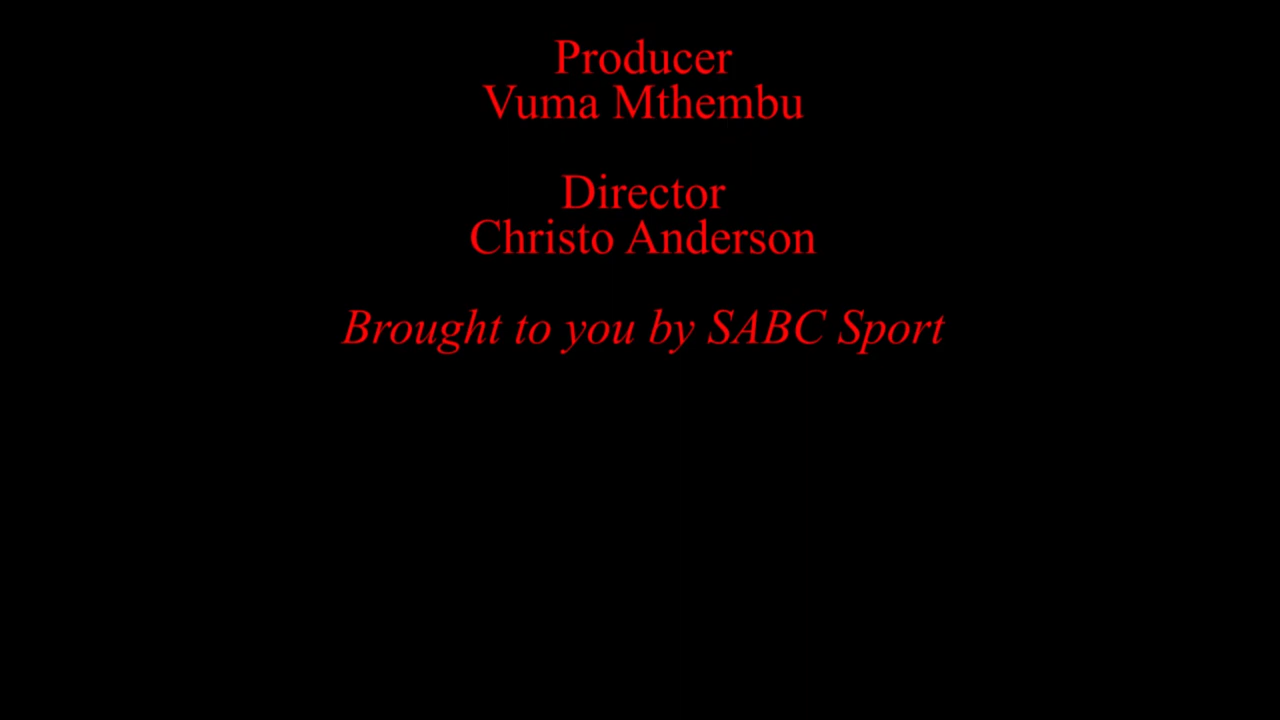 Producer
Vuma Mthembu
Director
Christo Anderson
Brought to you by SABC Sport